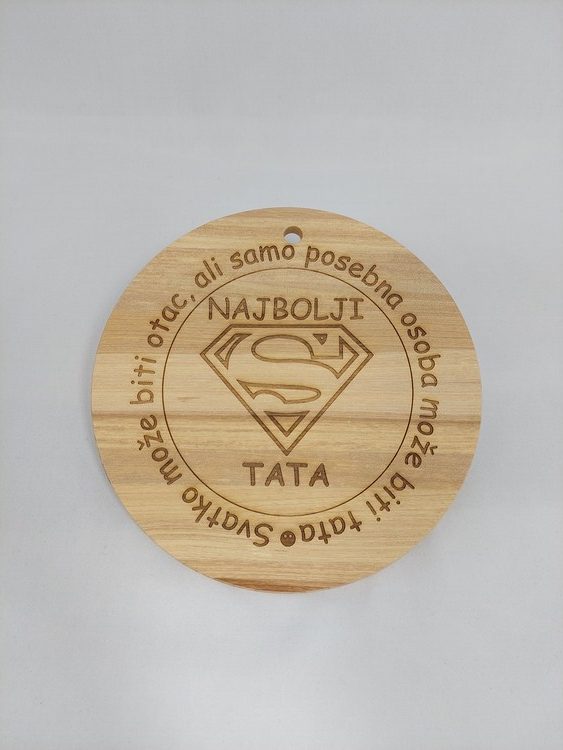 Svatko može biti otac, ali samo posebna osoba može biti tata
NAJBOLJI
S
TATA